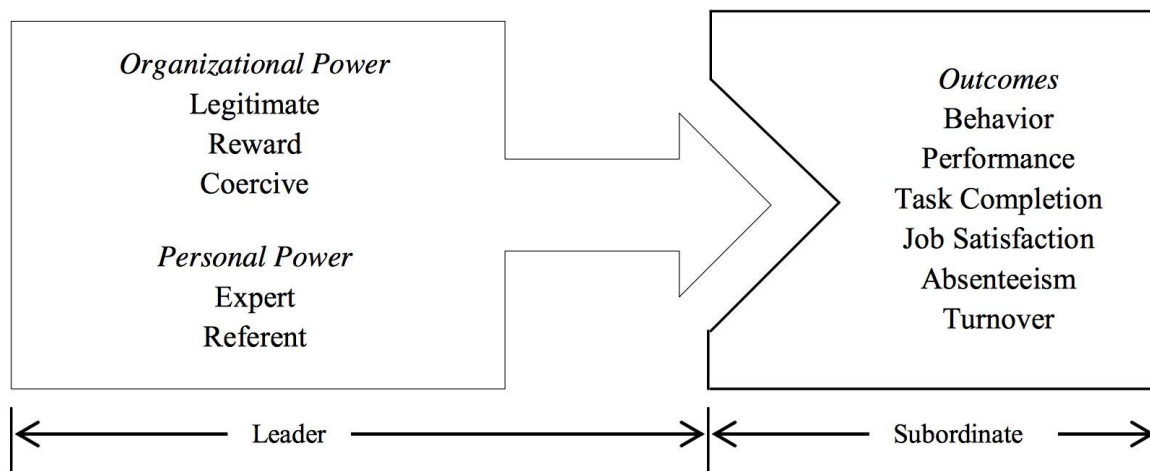 Organizational Power
Legitimate
Reward
Coercive
Personal Power
Expert
Referent
Outcomes
Behavior
Performance
Task Completion
Job Satisfaction
Absenteeism
Turnover
Leader
Subordinate